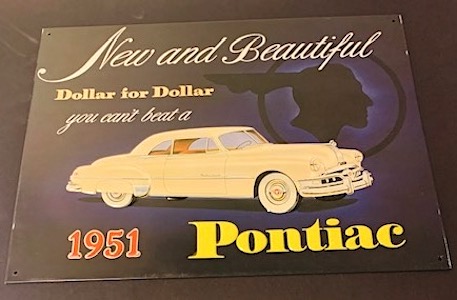 New and Beautiful
Dollar for Dollar
you can't beat a
1951 Pontiac